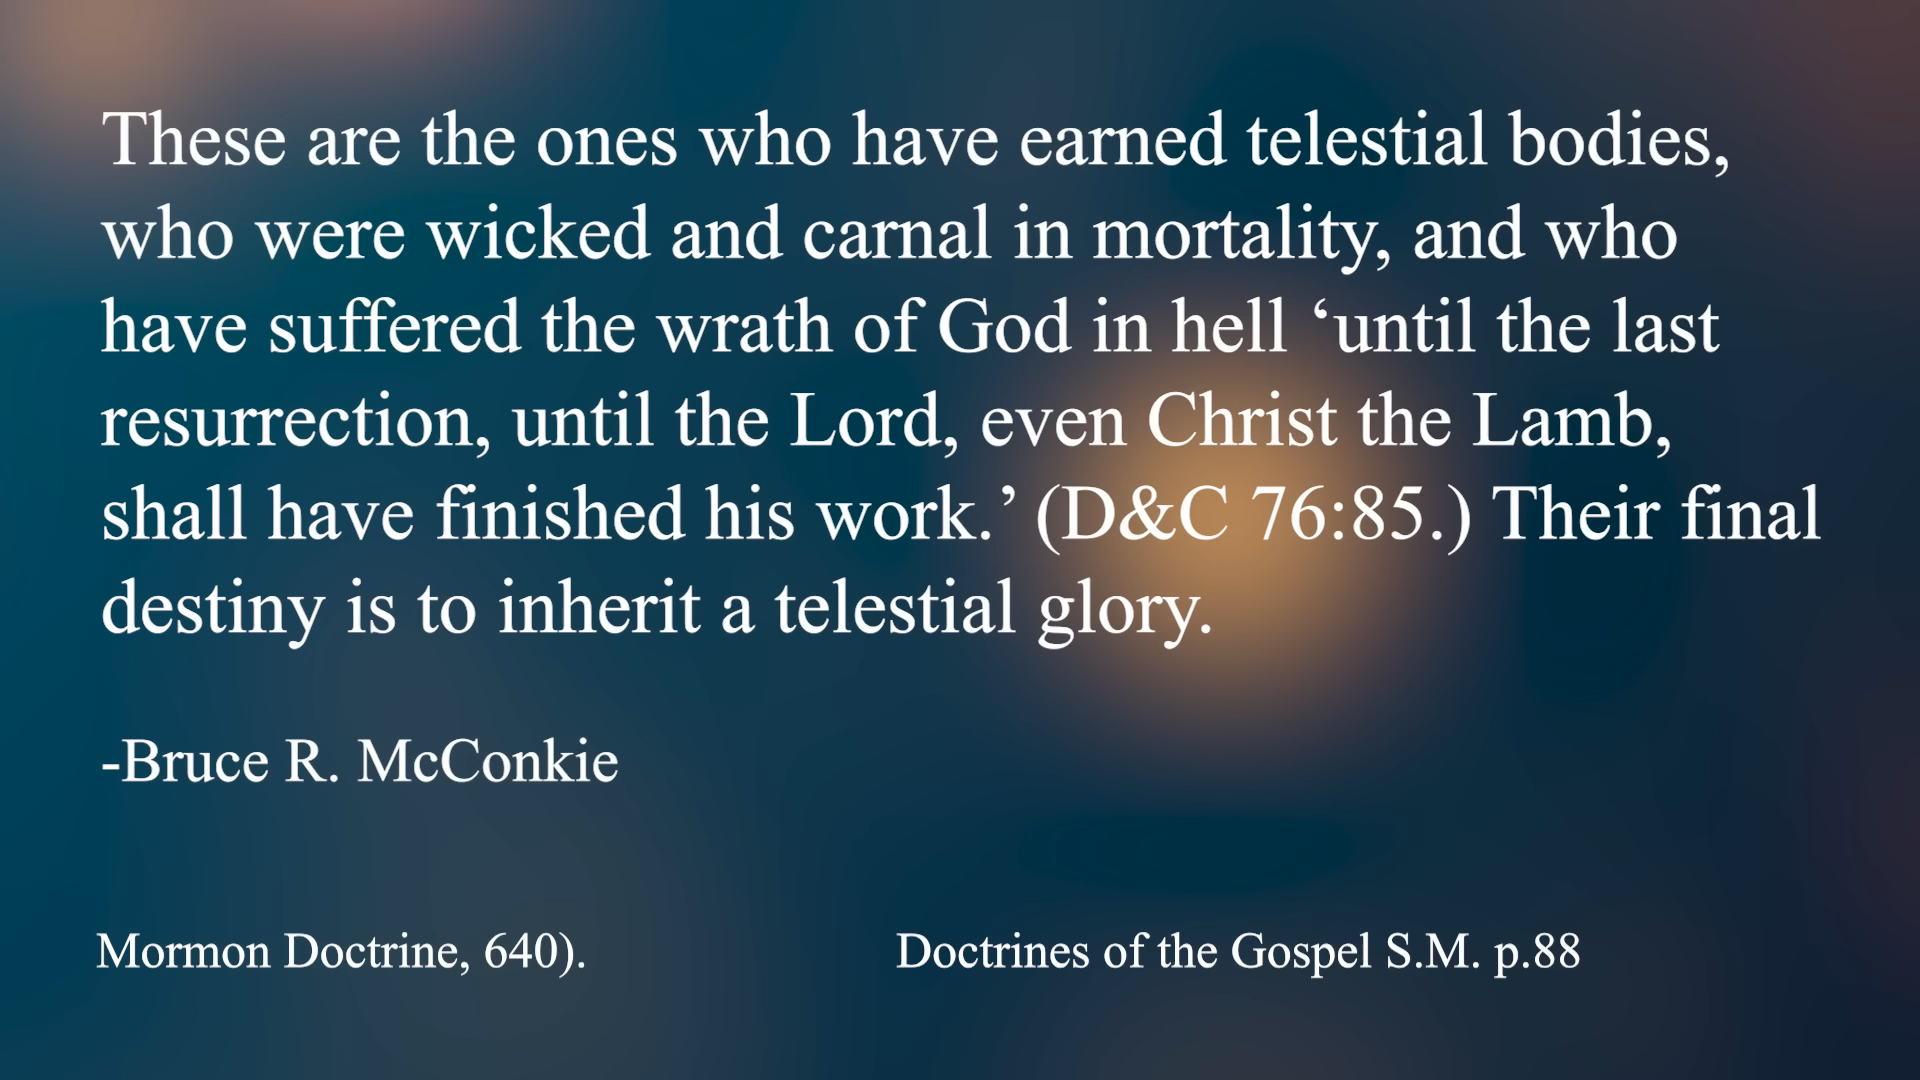 These are the ones who have earned telestial bodies,
who were wicked and carnal in mortality, and who
have suffered the wrath of God in hell ‘until the last
resurrection, until the Lord, even Christ the Lamb,
shall have finished his work.’ (D&C 76:85.) Their final
destiny is to inherit a telestial glory.
-Bruce R. McConkie
Mormon Doctrine, 640).
Doctrines of the Gospel S.M. p.88